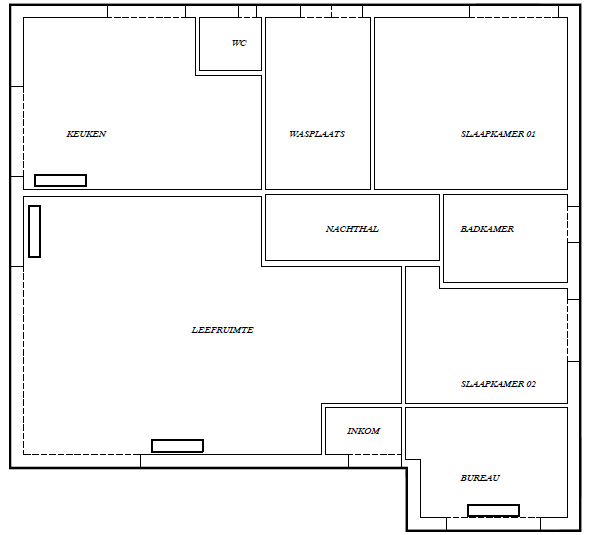 WC
KEUKEN
WASPLAATS
SLAAPKAMER 01
NACHTHAL
BADKAMER
LEEFRUIMTE
SLAAPKAMER 02
INKOM
BUREAU